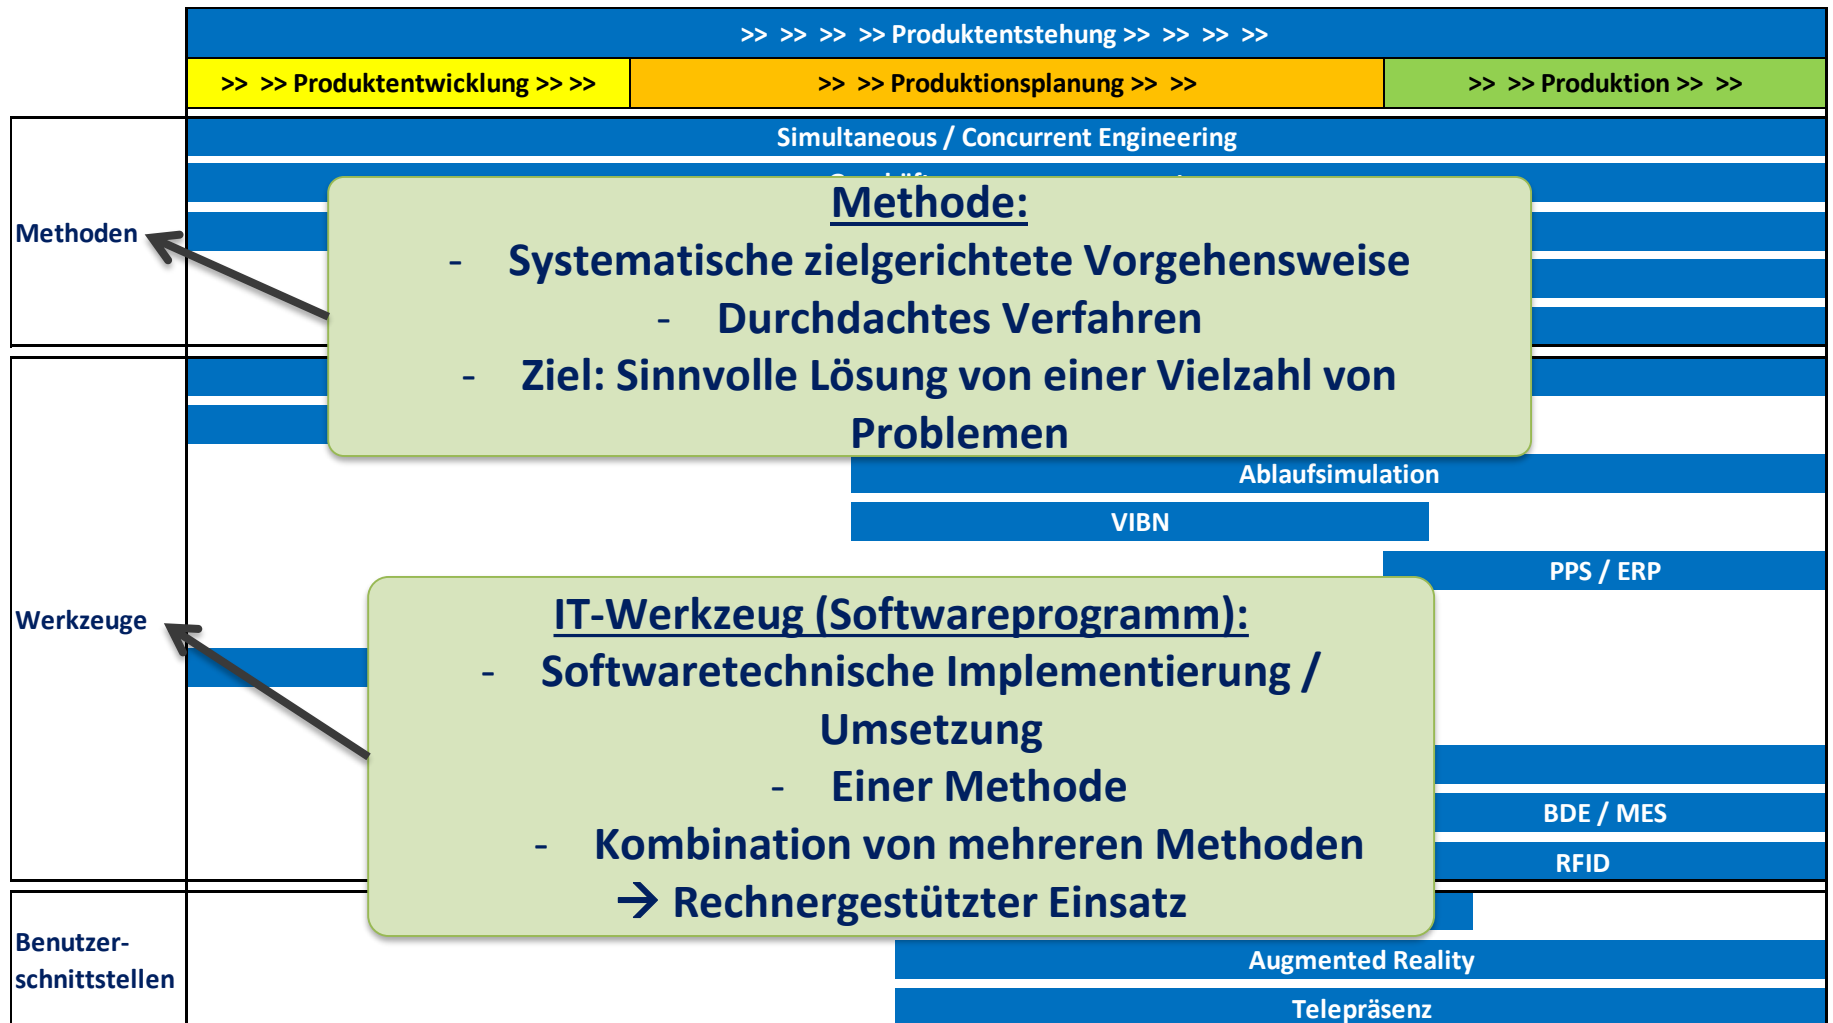 >> >> >> >> Produktentstehung >> >> >> >>
>> >> Produktentwicklung >> >>
>> >> Produktionsplanung >> >>
>> >> Produktion >> >>
Simultaneous / Concurrent Engineering
Methoden
Methode:
- Systematische zielgerichtete Vorgehensweise
- Durchdachtes Verfahren
- Ziel: Sinnvolle Lösung von einer Vielzahl von
Problemen
Ablaufsimulation
VIBN
PPS / ERP
Werkzeuge
IT-Werkzeug (Softwareprogramm):
- Softwaretechnische Implementierung /
Umsetzung
- Einer Methode
- Kombination von mehreren Methoden
→ Rechnergestützter Einsatz
BDE / MES
RFID
Benutzer-
schnittstellen
Augmented Reality
Telepräsenz